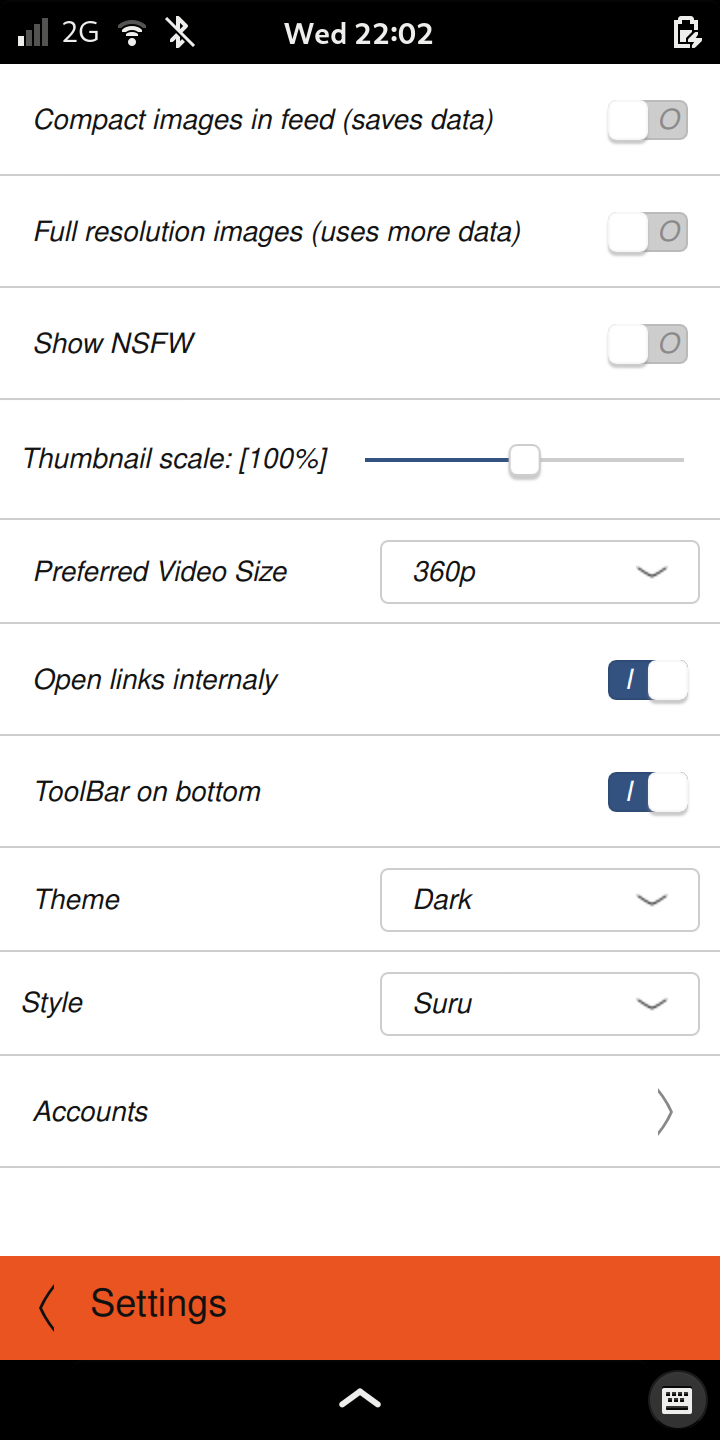 2G Wed 22:02
Compact images in feed (saves data) O
Full resolution images (uses more data) O
Show NSFW O
Thumbnail scale: [100%]
Preferred Video Size 360p
Open links internaly I
ToolBar on bottom I
Theme Dark
Style Suru
Accounts
Settings